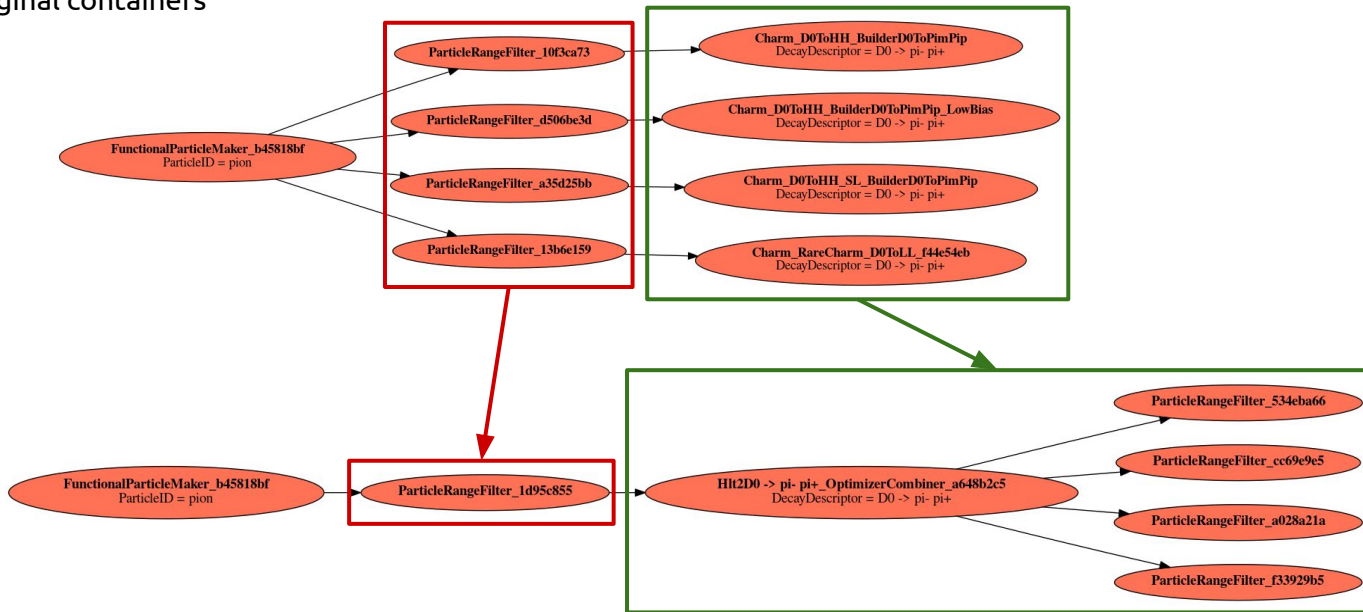 ginal containers
ParticleRangeFilter_10f3ca73
Charm_D0ToHH_BuilderD0ToPimPip
DecayDescriptor = D0 -> pi- pi+
ParticleRangeFilter_d506be3d
Charm_D0ToHH_BuilderD0ToPimPip_LowBias
DecayDescriptor = D0 -> pi- pi+
FunctionalParticleMaker_b45818bf
ParticleID = pion
ParticleRangeFilter_a35d25bb
Charm_D0ToHH_SL_BuilderD0ToPimPip
DecayDescriptor = D0 -> pi- pi+
ParticleRangeFilter_13b6e159
Charm_RareCharm_D0ToLL_f44e54eb
DecayDescriptor = D0 -> pi- pi+
FunctionalParticleMaker_b45818bf
ParticleID = pion
ParticleRangeFilter_1d95c855
Hlt2D0 -> pi- pi+_OptimizerCombiner_a648b2c5
DecayDescriptor = D0 -> pi- pi+
ParticleRangeFilter_534eba66
ParticleRangeFilter_cc69e9e5
ParticleRangeFilter_a028a21a
ParticleRangeFilter_f33929b5